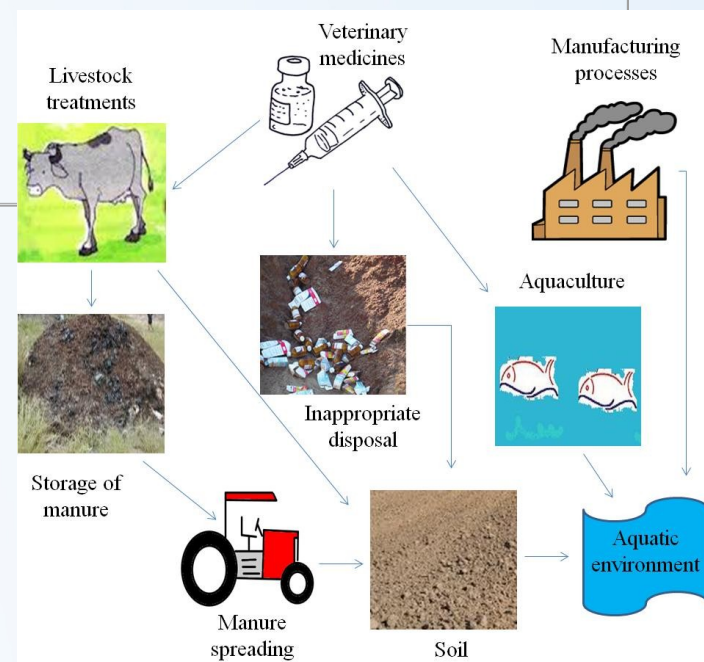 Veterinary
medicines
Manufacturing
processes
Livestock
treatments
Aquaculture
Inappropriate
disposal
Storage of
manure
Aquatic
environment
Manure
spreading
Soil